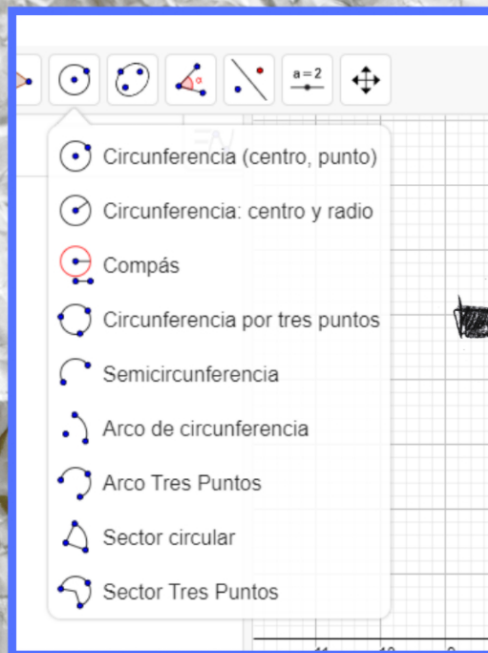 α
a = 2
Circunferencia (centro, punto)
Circunferencia: centro y radio
Compás
Circunferencia por tres puntos
Semicircunferencia
Arco de circunferencia
Arco Tres Puntos
Sector circular
Sector Tres Puntos